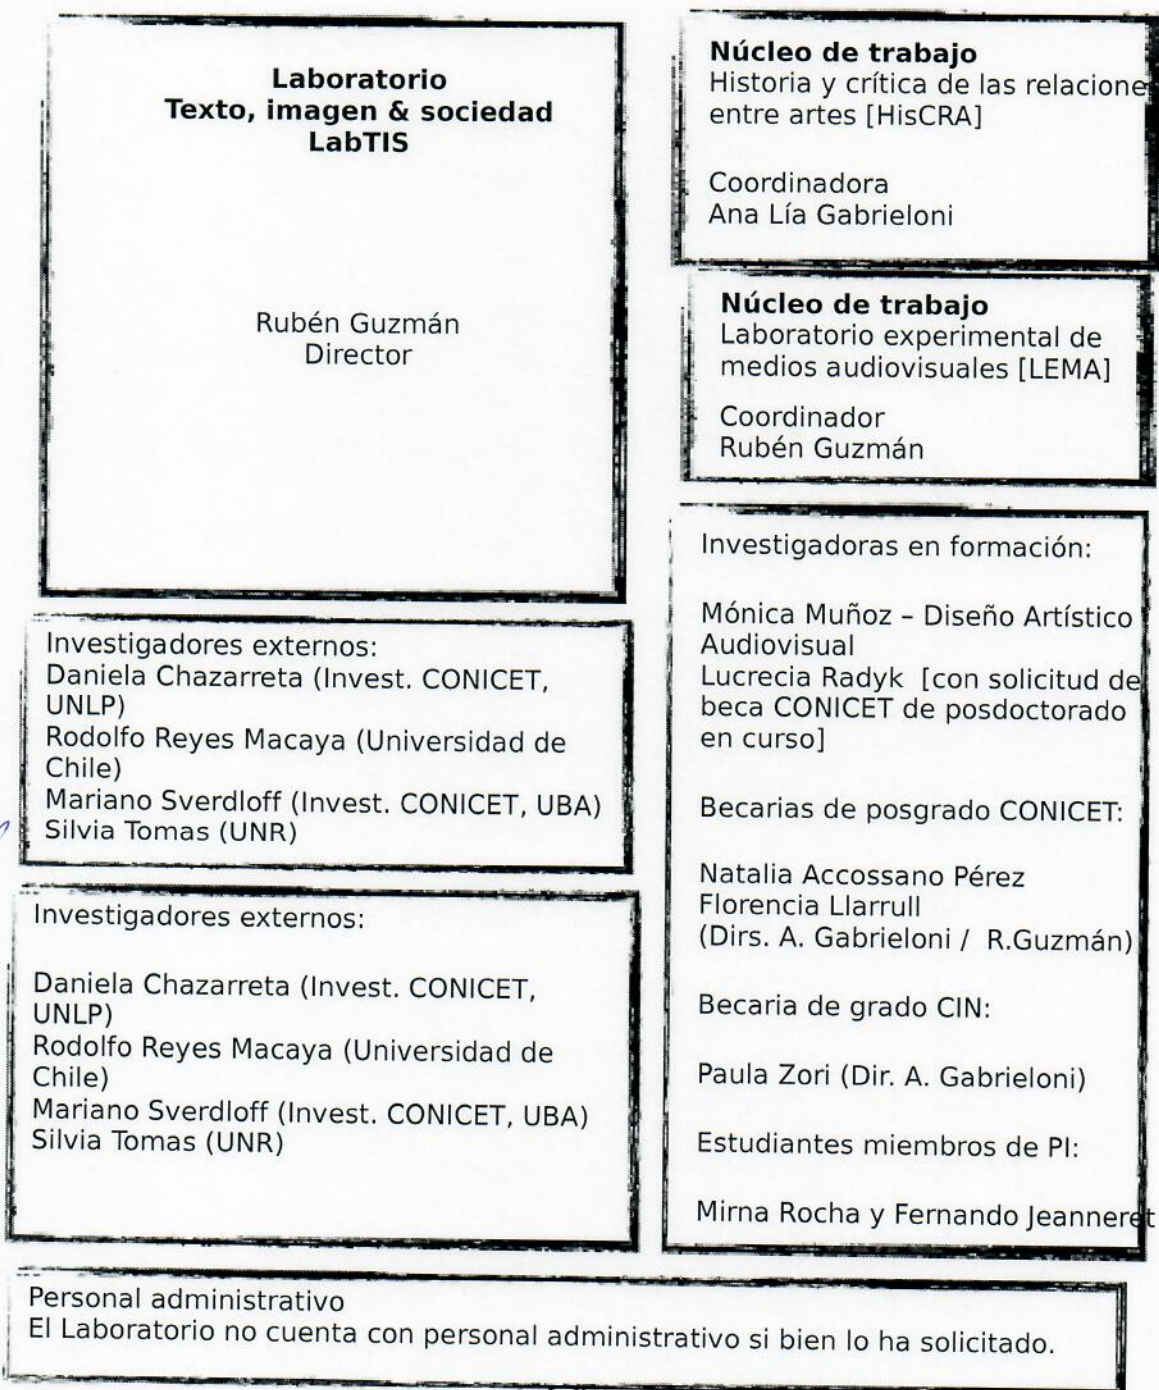 Laboratorio
Texto, imagen & sociedad
LabTIS
Rubén Guzmán
Director
Núcleo de trabajo
Historia y crítica de las relacione
entre artes [HisCRA]
Coordinadora
Ana Lía Gabrieloni
Núcleo de trabajo
Laboratorio experimental de
medios audiovisuales [LEMA]
Coordinador
Rubén Guzmán
Investigadores externos:
Daniela Chazarreta (Invest. CONICET,
UNLP)
Rodolfo Reyes Macaya (Universidad de
Chile)
Mariano Sverdloff (Invest. CONICET, UBA)
Silvia Tomas (UNR)
Investigadores externos:
Daniela Chazarreta (Invest. CONICET,
UNLP)
Rodolfo Reyes Macaya (Universidad de
Chile)
Mariano Sverdloff (Invest. CONICET, UBA)
Silvia Tomas (UNR)
Investigadoras en formación:
Mónica Muñoz – Diseño Artístico
Audiovisual
Lucrecia Radyk [con solicitud de
beca CONICET de posdoctorado
en curso]
Becarias de posgrado CONICET:
Natalia Accossano Pérez
Florencia Llarrull
(Dirs. A. Gabrieloni / R.Guzmán)
Becaria de grado CIN:
Paula Zori (Dir. A. Gabrieloni)
Estudiantes miembros de PI:
Mirna Rocha y Fernando Jeanneret
Personal administrativo
El Laboratorio no cuenta con personal administrativo si bien lo ha solicitado.